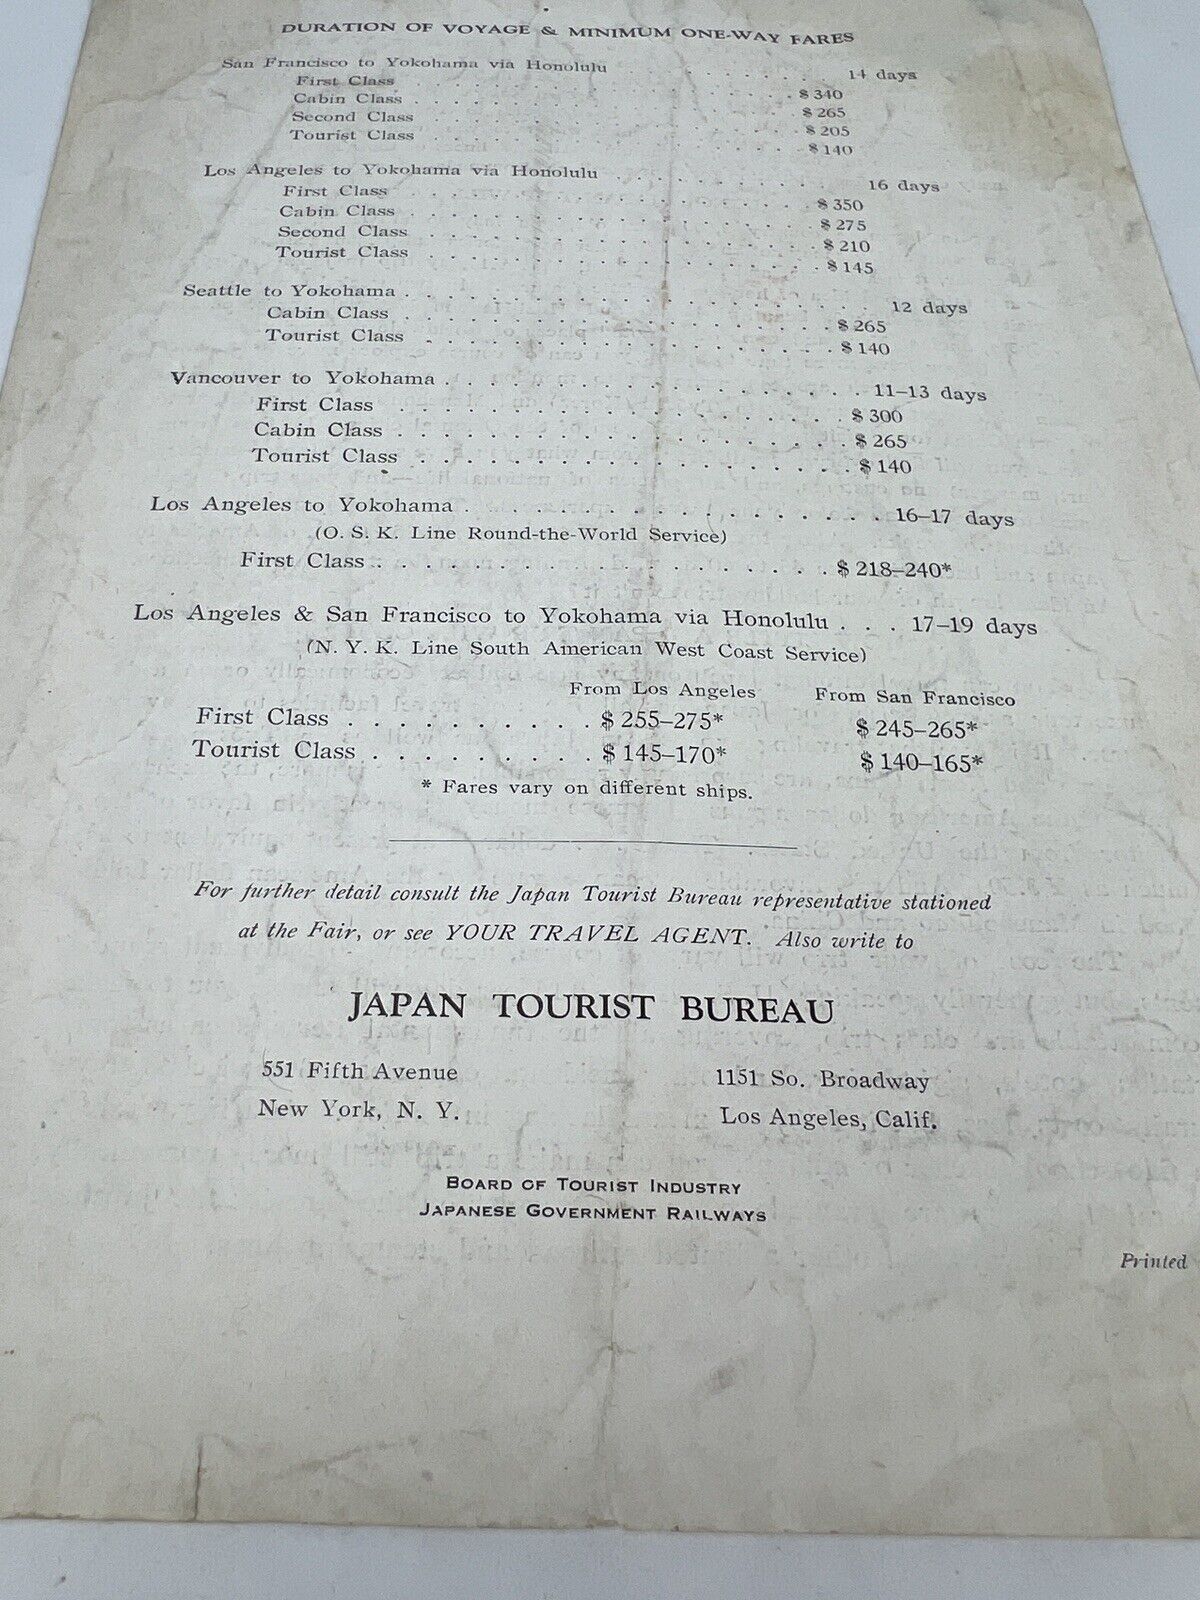 DURATION OF VOYAGE & MINIMUM ONE-WAY FARES
San Francisco to Yokohama via Honolulu . . . . . . . . 14 days
First Class . . . . . . . . . . . . . . . . . . $ 340
Cabin Class . . . . . . . . . . . . . . . . . . $ 265
Second Class . . . . . . . . . . . . . . . . . . $ 205
Tourist Class . . . . . . . . . . . . . . . . . . $ 140
Los Angeles to Yokohama via Honolulu . . . . . . . . . 16 days
First Class . . . . . . . . . . . . . . . . . . $ 350
Cabin Class . . . . . . . . . . . . . . . . . . $ 275
Second Class . . . . . . . . . . . . . . . . . . $ 210
Tourist Class . . . . . . . . . . . . . . . . . . $ 145
Seattle to Yokohama . . . . . . . . . . . . . . . . . 12 days
Cabin Class . . . . . . . . . . . . . . . . . . $ 265
Tourist Class . . . . . . . . . . . . . . . . . . $ 140
Vancouver to Yokohama . . . . . . . . . . . . . . . 11–13 days
First Class . . . . . . . . . . . . . . . . . . $ 300
Cabin Class . . . . . . . . . . . . . . . . . . $ 265
Tourist Class . . . . . . . . . . . . . . . . . . $ 140
Los Angeles to Yokohama . . . . . . . . . . . . . . 16–17 days
(O. S. K. Line Round-the-World Service)
First Class . . . . . . . . . . . . . . . . . $ 218–240*
Los Angeles & San Francisco to Yokohama via Honolulu . . . 17–19 days
(N. Y. K. Line South American West Coast Service)
From Los Angeles From San Francisco
First Class . . . . . . . . . . $ 255–275* $ 245–265*
Tourist Class . . . . . . . . . $ 145–170* $ 140–165*
* Fares vary on different ships.
For further detail consult the Japan Tourist Bureau representative stationed
at the Fair, or see YOUR TRAVEL AGENT. Also write to
JAPAN TOURIST BUREAU
551 Fifth Avenue 1151 So. Broadway
New York, N. Y. Los Angeles, Calif.
BOARD OF TOURIST INDUSTRY
JAPANESE GOVERNMENT RAILWAYS
Printed